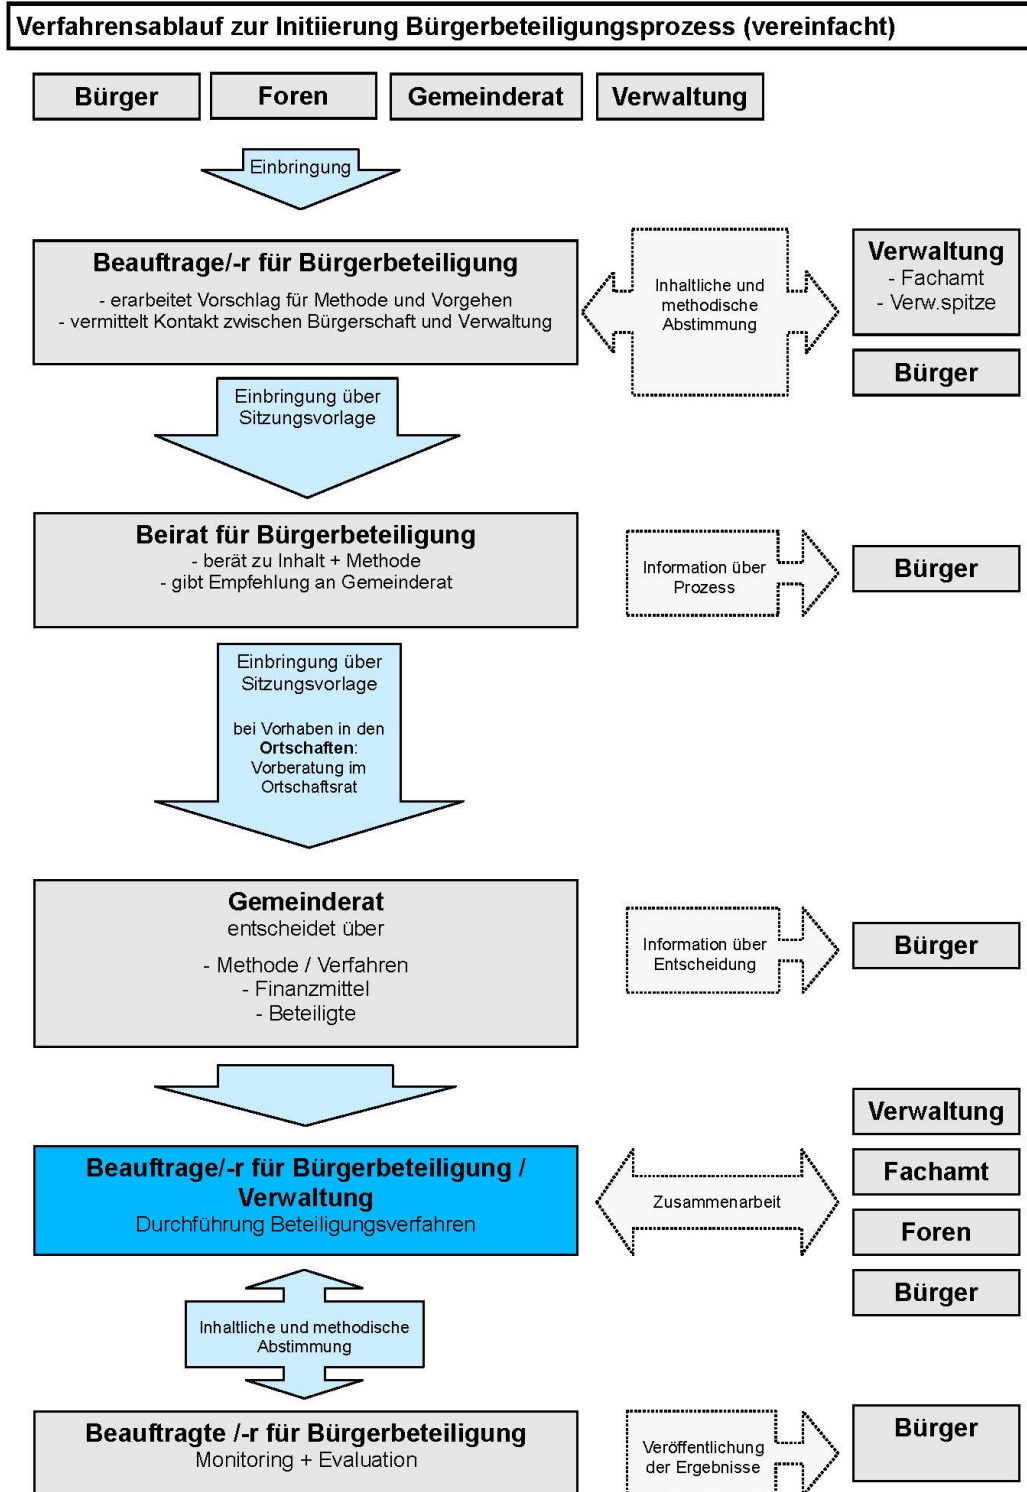 Verfahrensablauf zur Initiierung Bürgerbeteiligungsprozess (vereinfacht)
Bürger
Foren
Gemeinderat
Verwaltung
Einbringung
Beauftrage/-r für Bürgerbeteiligung
- erarbeitet Vorschlag für Methode und Vorgehen
- vermittelt Kontakt zwischen Bürgerschaft und Verwaltung
Inhaltliche und
methodische
Abstimmung
Verwaltung
- Fachamt
- Verw.spitze
Bürger
Einbringung über
Sitzungsvorlage
Beirat für Bürgerbeteiligung
- berät zu Inhalt + Methode
- gibt Empfehlung an Gemeinderat
Information über
Prozess
Bürger
Einbringung über
Sitzungsvorlage
bei Vorhaben in den
Ortschaften:
Vorberatung im
Ortschaftsrat
Gemeinderat
entscheidet über
- Methode / Verfahren
- Finanzmittel
- Beteiligte
Information über
Entscheidung
Bürger
Beauftrage/-r für Bürgerbeteiligung /
Verwaltung
Durchführung Beteiligungsverfahren
Zusammenarbeit
Verwaltung
Fachamt
Foren
Bürger
Inhaltliche und methodische
Abstimmung
Beauftragte /-r für Bürgerbeteiligung
Monitoring + Evaluation
Veröffentlichung
der Ergebnisse
Bürger